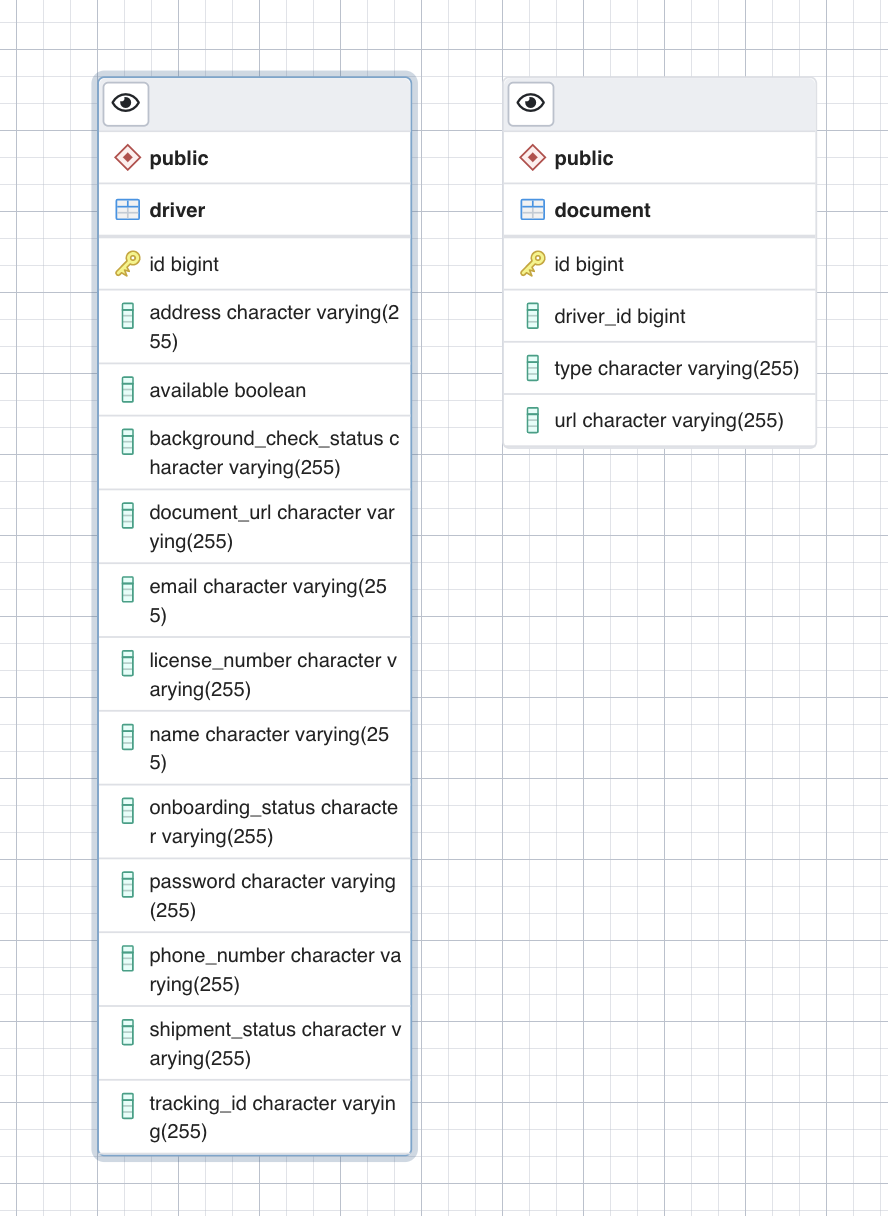 public
driver
id bigint
address character varying(2
55)
available boolean
background_check_status c
haracter varying(255)
document_url character var
ying(255)
email character varying(25
5)
license_number character v
arying(255)
name character varying(25
5)
onboarding_status characte
r varying(255)
password character varying
(255)
phone_number character va
rying(255)
shipment_status character v
arying(255)
tracking_id character varyin
g(255)
public
document
id bigint
driver_id bigint
type character varying(255)
url character varying(255)